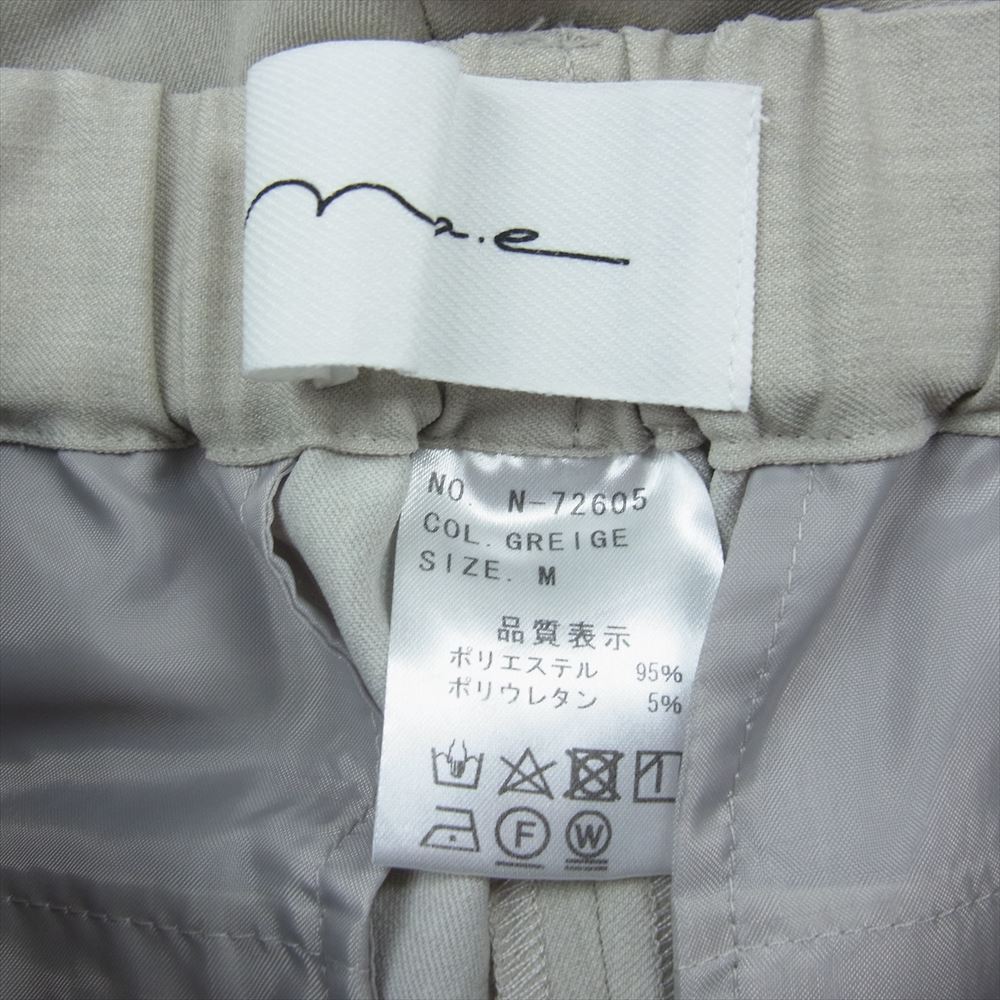 NO. N-72605
COL. GREIGE
SIZE. M
品質表示
ポリエステル 95%
ポリウレタン 5%
F W